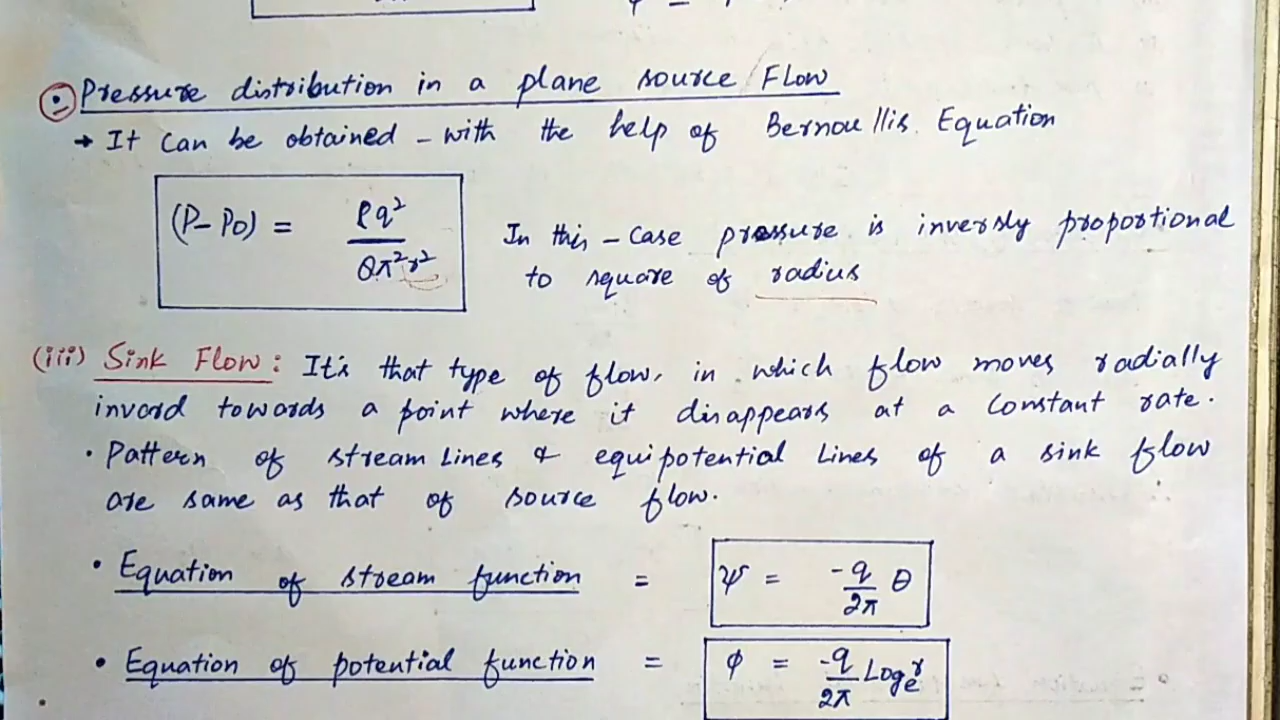 Pressure distribution in a plane source Flow
→ It can be obtained - with the help of Bernoullis Equation
(P- P0) = ρq² / θπ²r²
In this - case pressure is inversly proportional
to square of radius
(iii) Sink Flow: It's that type of flow, in which flow moves radially
inword towards a point where it disappears at a constant rate.
• Pattern of stream Lines & equipotential Lines of a sink flow
are same as that of source flow.
• Equation of stream function = ψ = -q/2π θ
• Equation of potential function = φ = -q/2π Logₑr